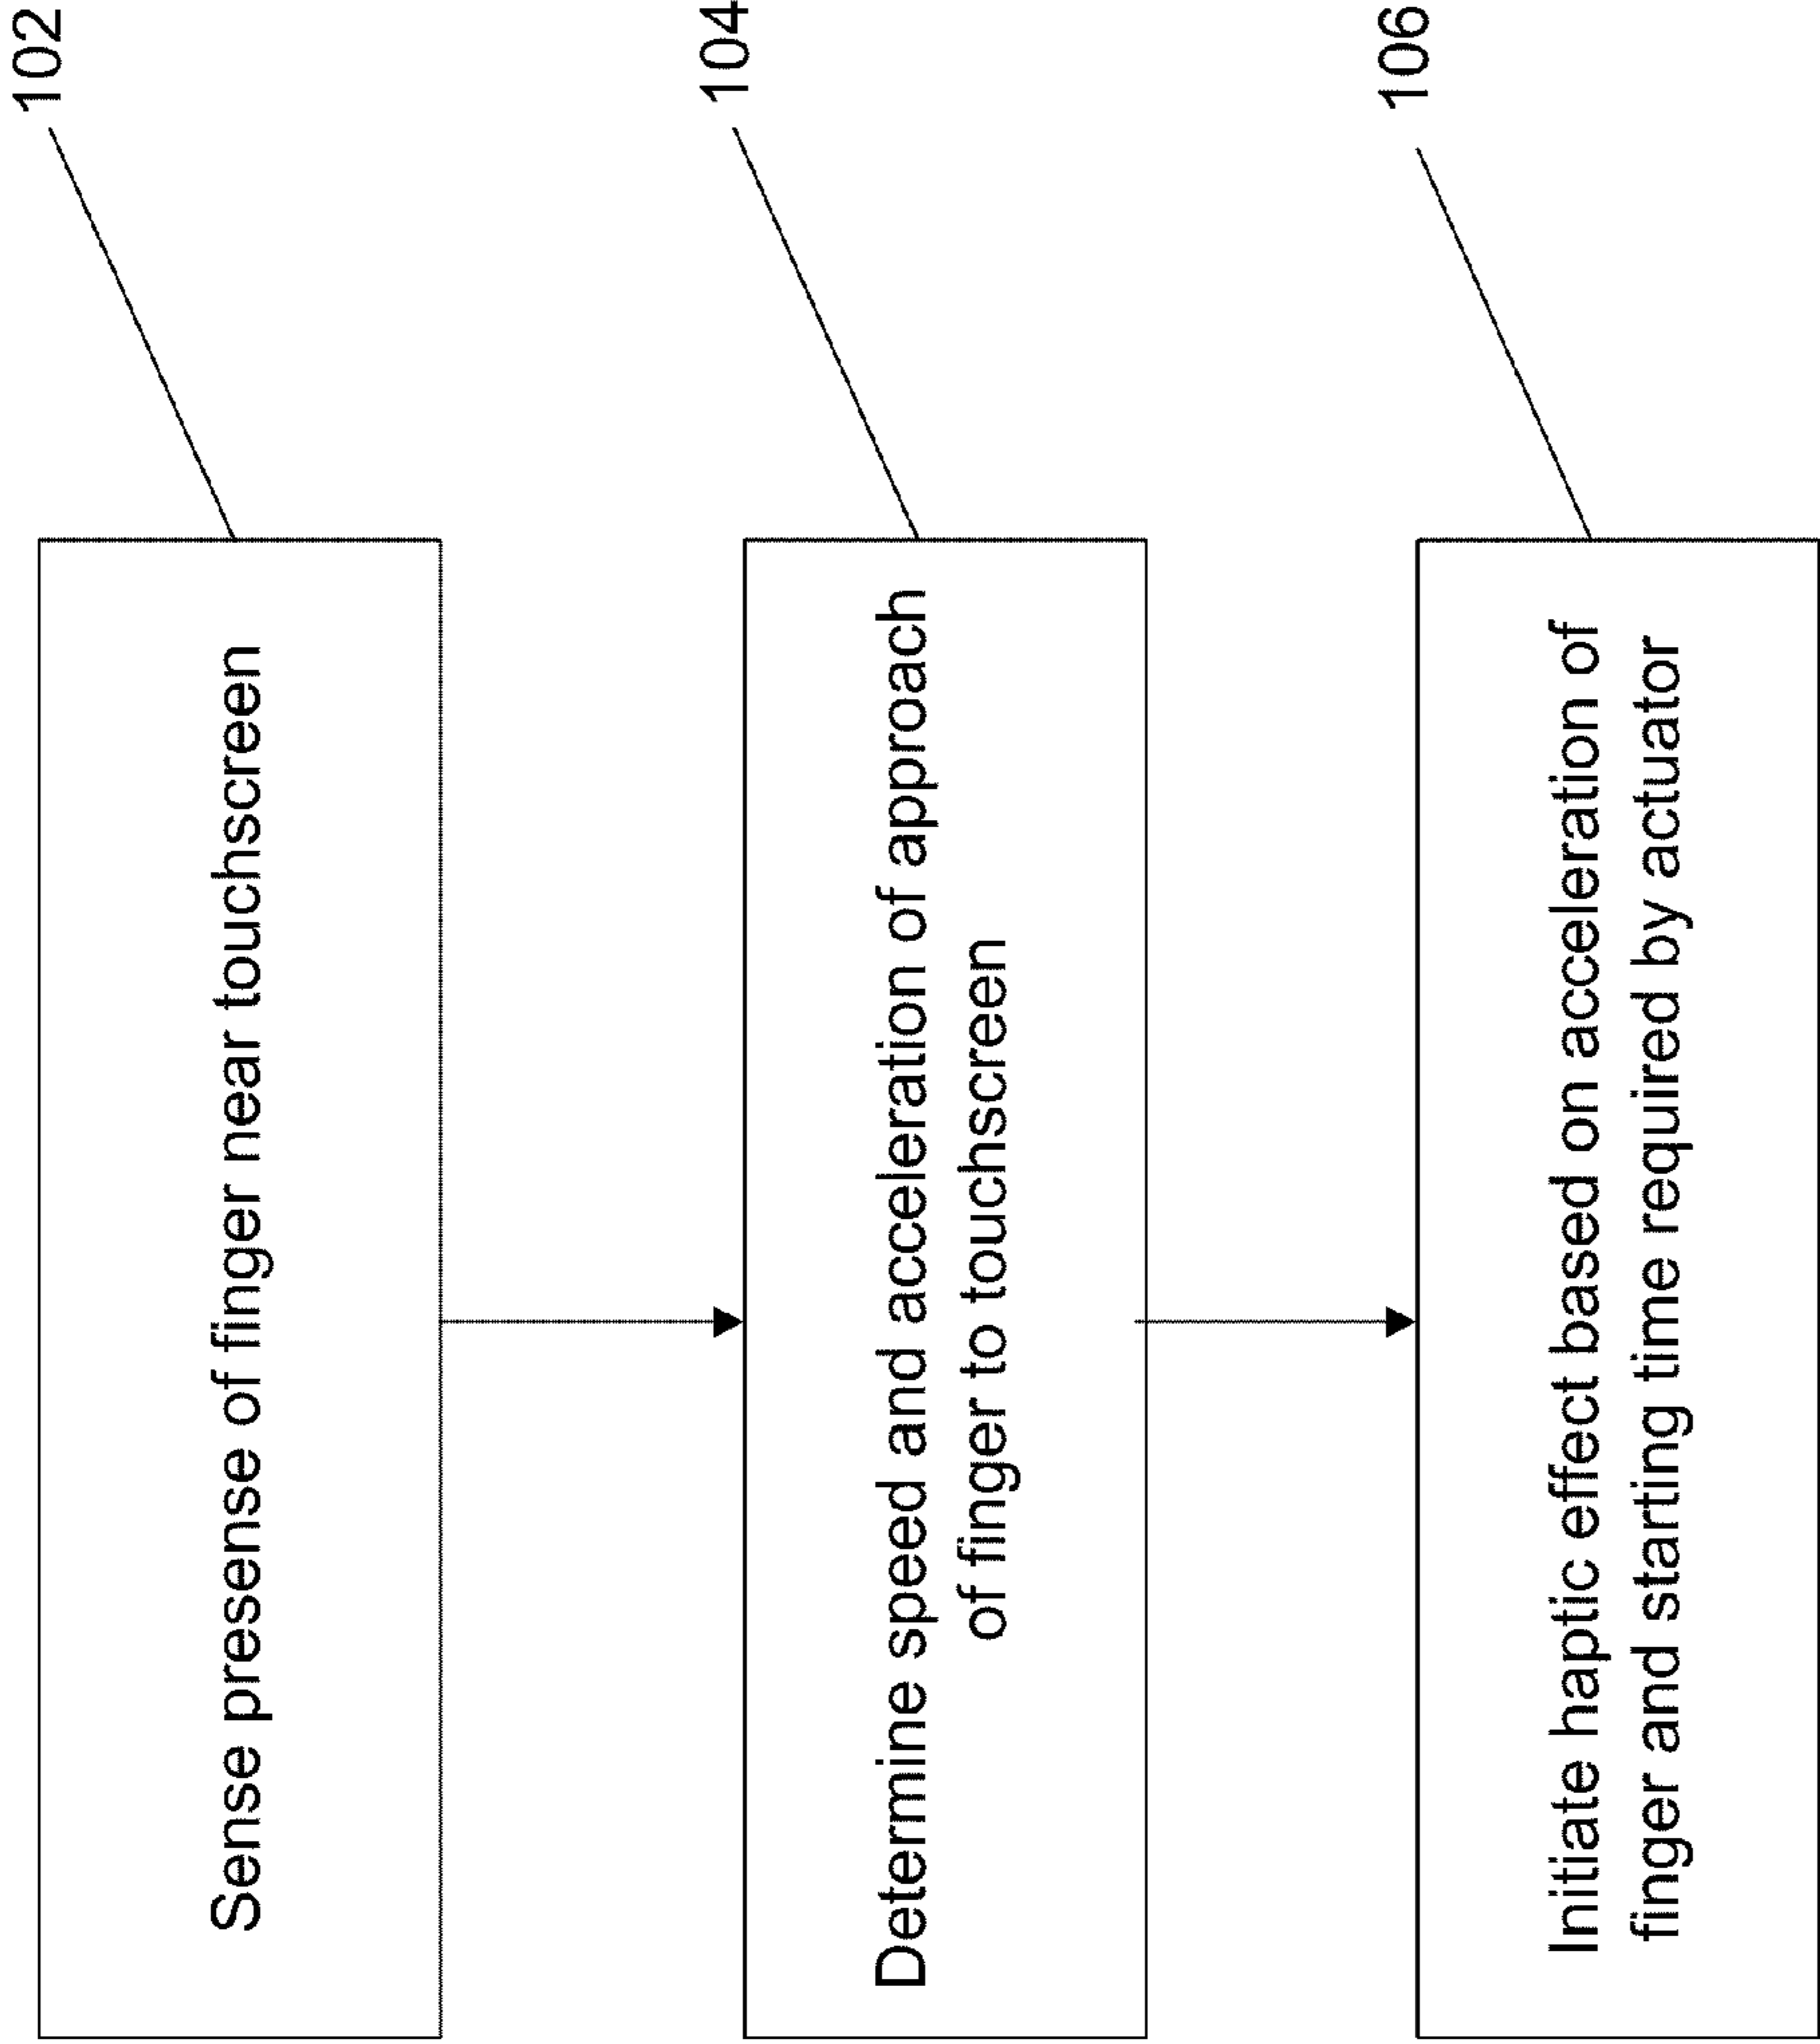 102
Sense presense of finger near touchscreen
104
Determine speed and acceleration of approach
of finger to touchscreen
106
Initiate haptic effect based on acceleration of
finger and starting time required by actuator